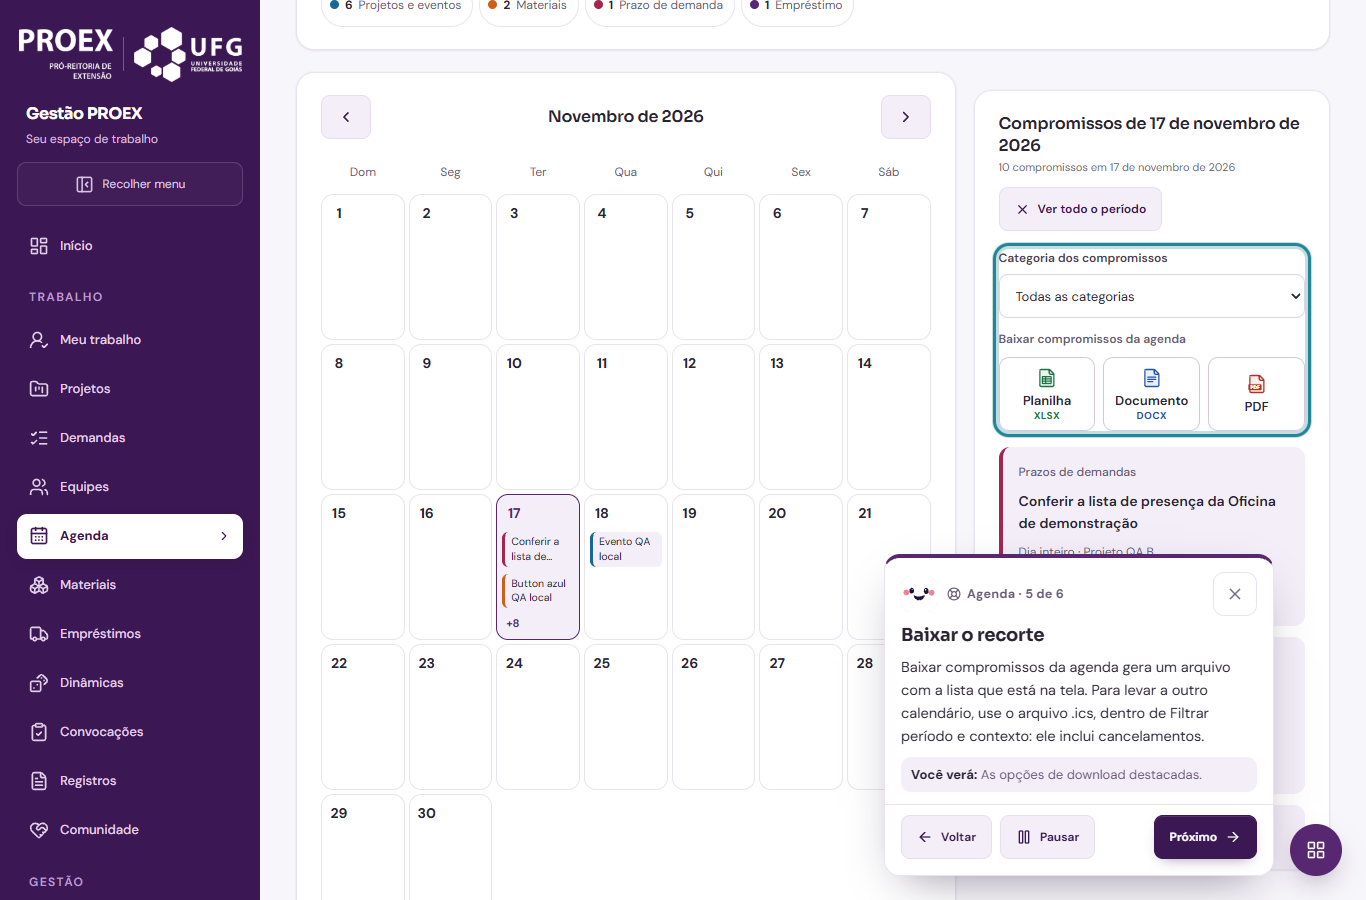 PROEX
PRÓ-REITORIA DE
EXTENSÃO
UFG
UNIVERSIDADE
FEDERAL DE GOIÁS
Gestão PROEX
Seu espaço de trabalho
Recolher menu
Início
TRABALHO
Meu trabalho
Projetos
Demandas
Equipes
Agenda
Materiais
Empréstimos
Dinâmicas
Convocações
Registros
Comunidade
GESTÃO
6 Projetos e eventos
2 Materiais
1 Prazo de demanda
1 Empréstimo
Novembro de 2026
Dom Seg Ter Qua Qui Sex Sáb
1 2 3 4 5 6 7
8 9 10 11 12 13 14
15 16 17 18 19 20 21
Conferir a
lista de...
Button azul
QA local
+8
Evento QA
local
22 23 24 25 26 27 28
29 30
Compromissos de 17 de novembro de
2026
10 compromissos em 17 de novembro de 2026
Ver todo o período
Categoria dos compromissos
Todas as categorias
Baixar compromissos da agenda
Planilha
XLSX
Documento
DOCX
PDF
PDF
Prazos de demandas
Conferir a lista de presença da Oficina
de demonstração
Dia inteiro · Projeto QA B
Agenda · 5 de 6
Baixar o recorte
Baixar compromissos da agenda gera um arquivo
com a lista que está na tela. Para levar a outro
calendário, use o arquivo .ics, dentro de Filtrar
período e contexto: ele inclui cancelamentos.
Você verá: As opções de download destacadas.
Voltar
Pausar
Próximo